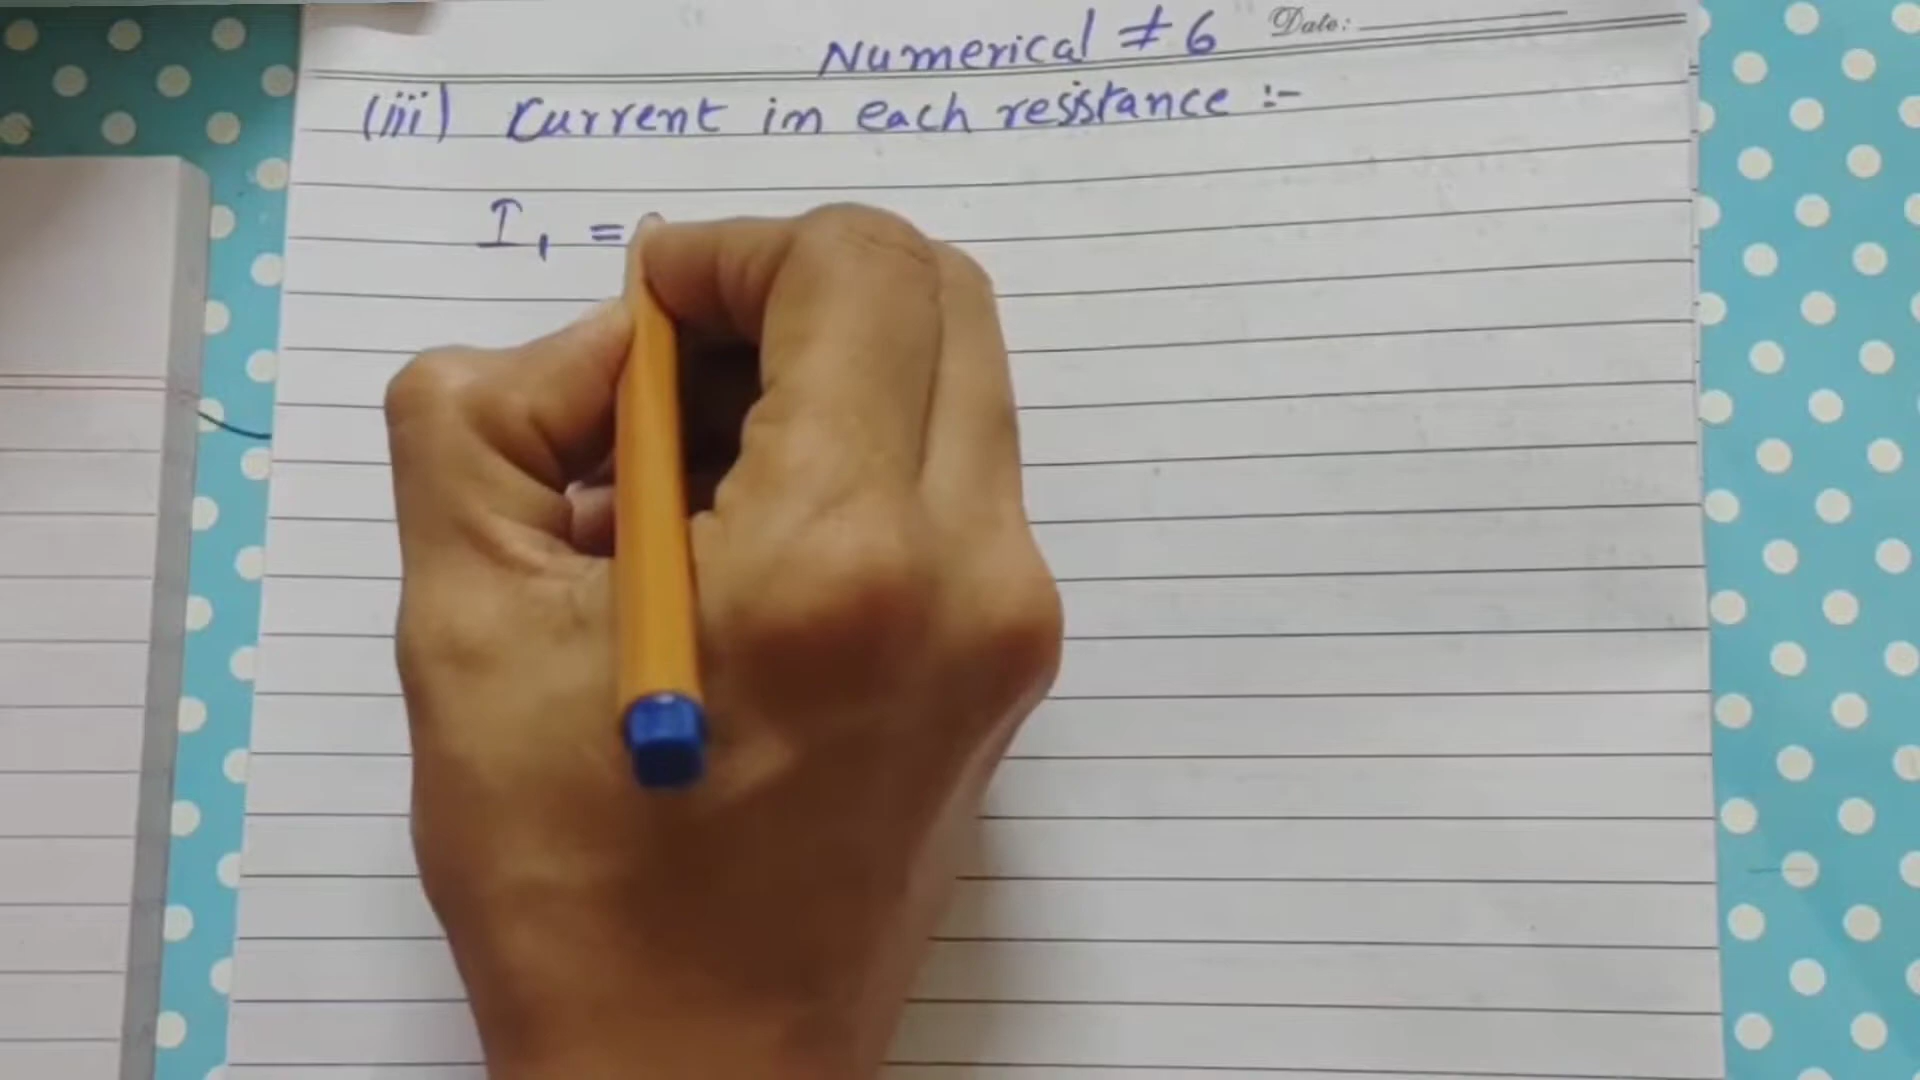 Numerical # 6 Date:
(iii) Current in each resistance :-
I₁ =